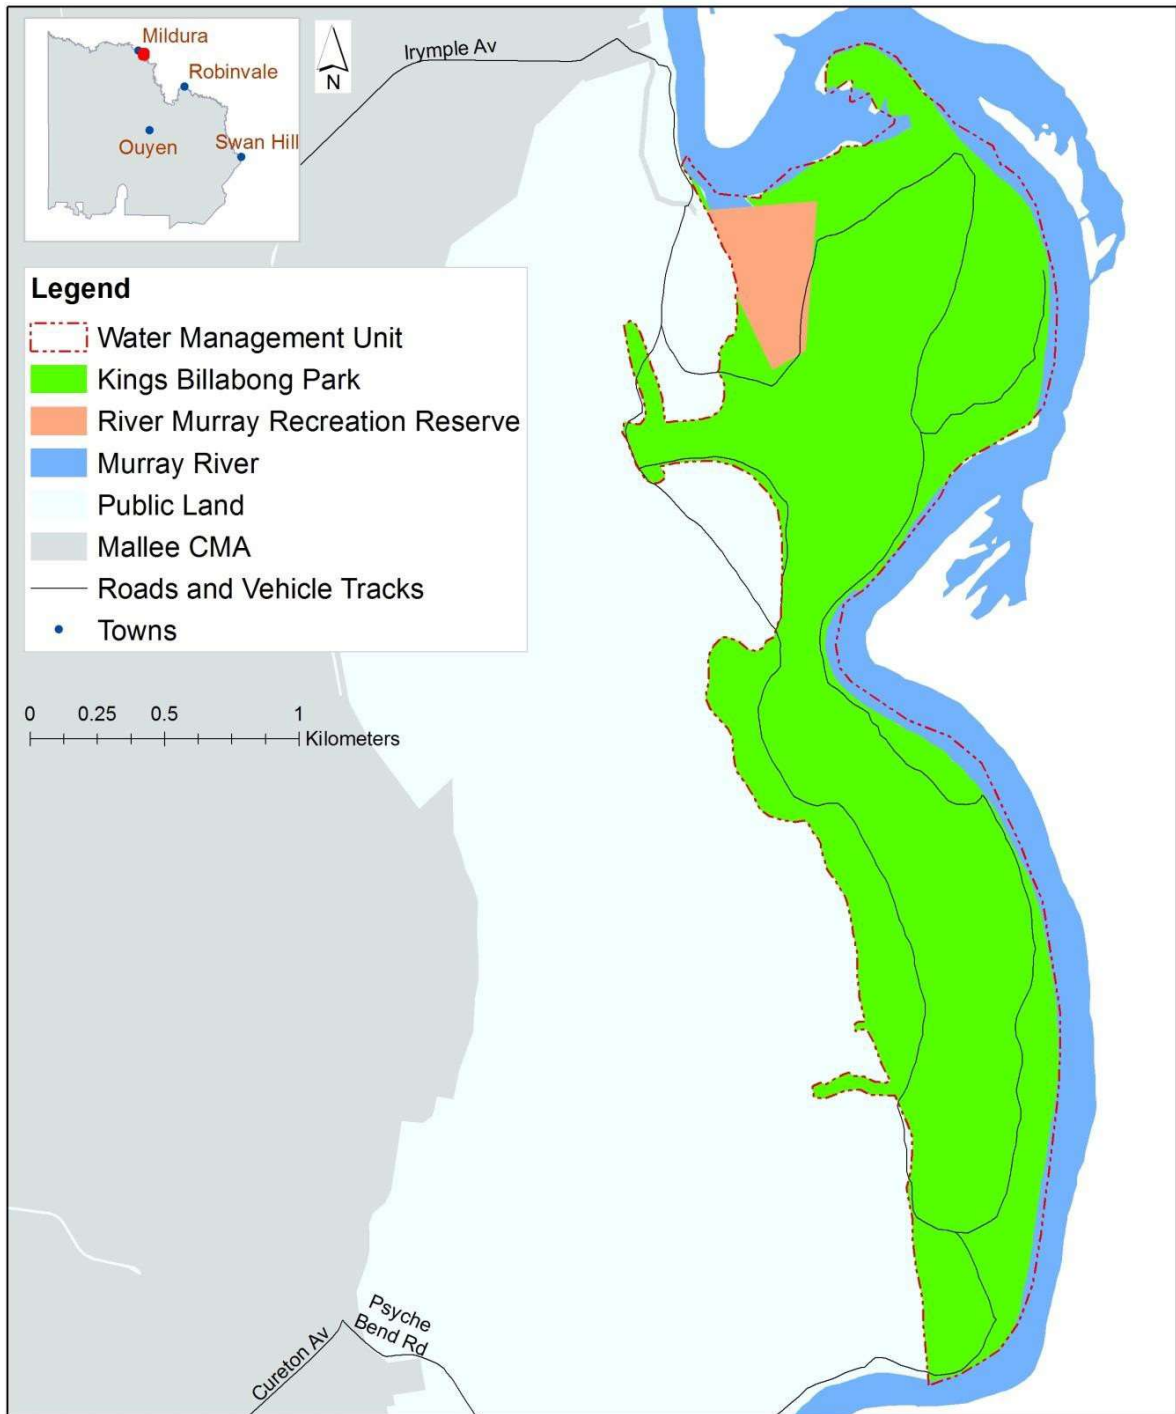 Mildura
Robinvale
Ouyen
Swan Hill
N
Irymple Av
Legend
Water Management Unit
Kings Billabong Park
River Murray Recreation Reserve
Murray River
Public Land
Mallee CMA
Roads and Vehicle Tracks
Towns
0 0.25 0.5 1
Kilometers
Psyche
Bend Rd
Cureton Av